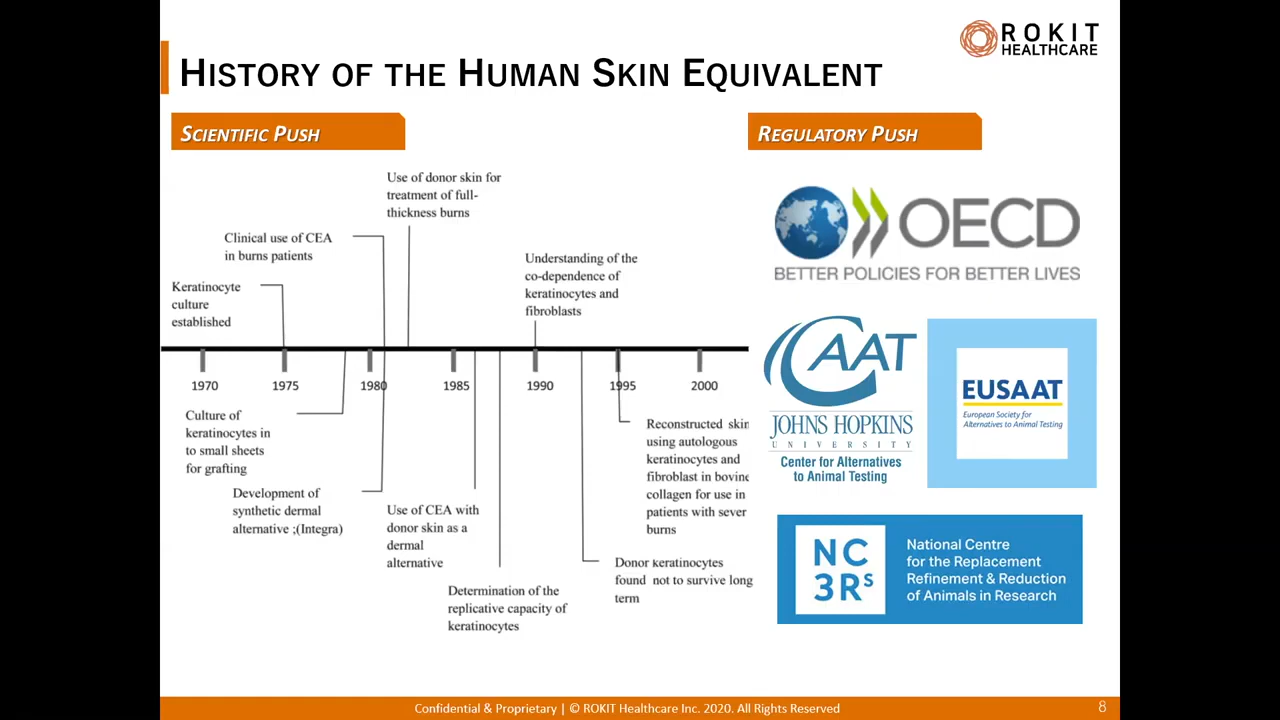 ROKIT
HEALTHCARE
HISTORY OF THE HUMAN SKIN EQUIVALENT
SCIENTIFIC PUSH
REGULATORY PUSH
Use of donor skin for
treatment of full-
thickness burns
Clinical use of CEA
in burns patients
Understanding of the
co-dependence of
keratinocytes and
fibroblasts
Keratinocyte
culture
established
1970
1975
1980
1985
1990
1995
2000
Culture of
keratinocytes in
to small sheets
for grafting
Development of
synthetic dermal
alternative ;(Integra)
Use of CEA with
donor skin as a
dermal
alternative
Determination of the
replicative capacity of
keratinocytes
Reconstructed skin
using autologous
keratinocytes and
fibroblast in bovine
collagen for use in
patients with sever
burns
Donor keratinocytes
found not to survive long
term
OECD
BETTER POLICIES FOR BETTER LIVES
CAAT
JOHNS HOPKINS
UNIVERSITY
Center for Alternatives
to Animal Testing
EUSAAT
European Society for
Alternatives to Animal Testing
NC
3Rs
National Centre
for the Replacement
Refinement & Reduction
of Animals in Research
Confidential & Proprietary | © ROKIT Healthcare Inc. 2020. All Rights Reserved
8